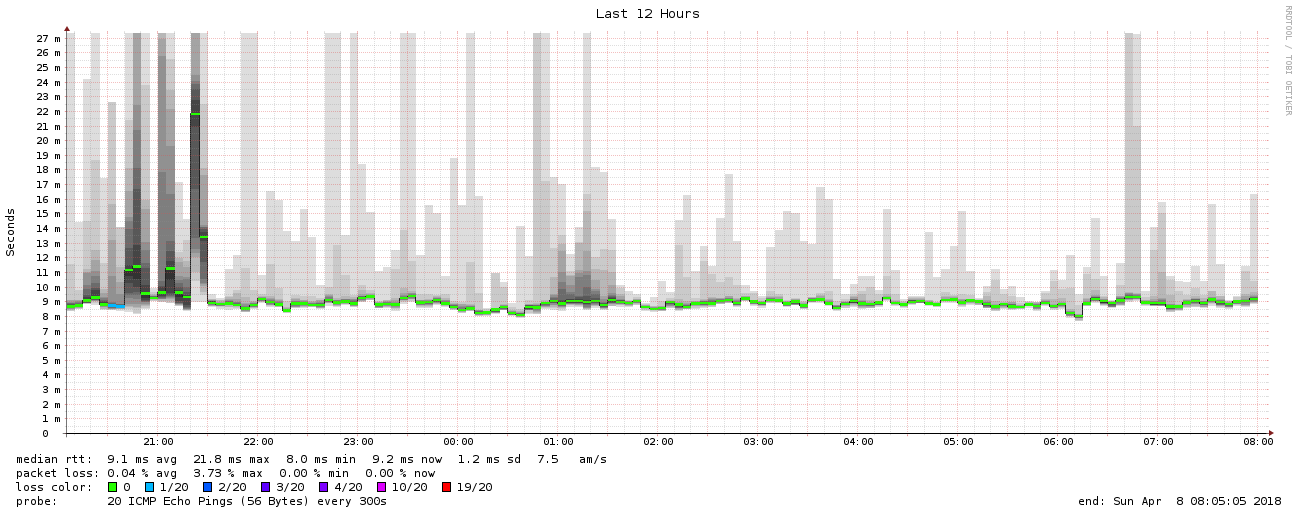 Last 12 Hours
RRDTOOL / TOBI OETIKER
Seconds
27 m
26 m
25 m
24 m
23 m
22 m
21 m
20 m
19 m
18 m
17 m
16 m
15 m
14 m
13 m
12 m
11 m
10 m
9 m
8 m
7 m
6 m
5 m
4 m
3 m
2 m
1 m
0
21:00 22:00 23:00 00:00 01:00 02:00 03:00 04:00 05:00 06:00 07:00 08:00
median rtt: 9.1 ms avg 21.8 ms max 8.0 ms min 9.2 ms now 1.2 ms sd 7.5 am/s
packet loss: 0.04 % avg 3.73 % max 0.00 % min 0.00 % now
loss color: 0 1/20 2/20 3/20 4/20 10/20 19/20
probe: 20 ICMP Echo Pings (56 Bytes) every 300s end: Sun Apr 8 08:05:05 2018